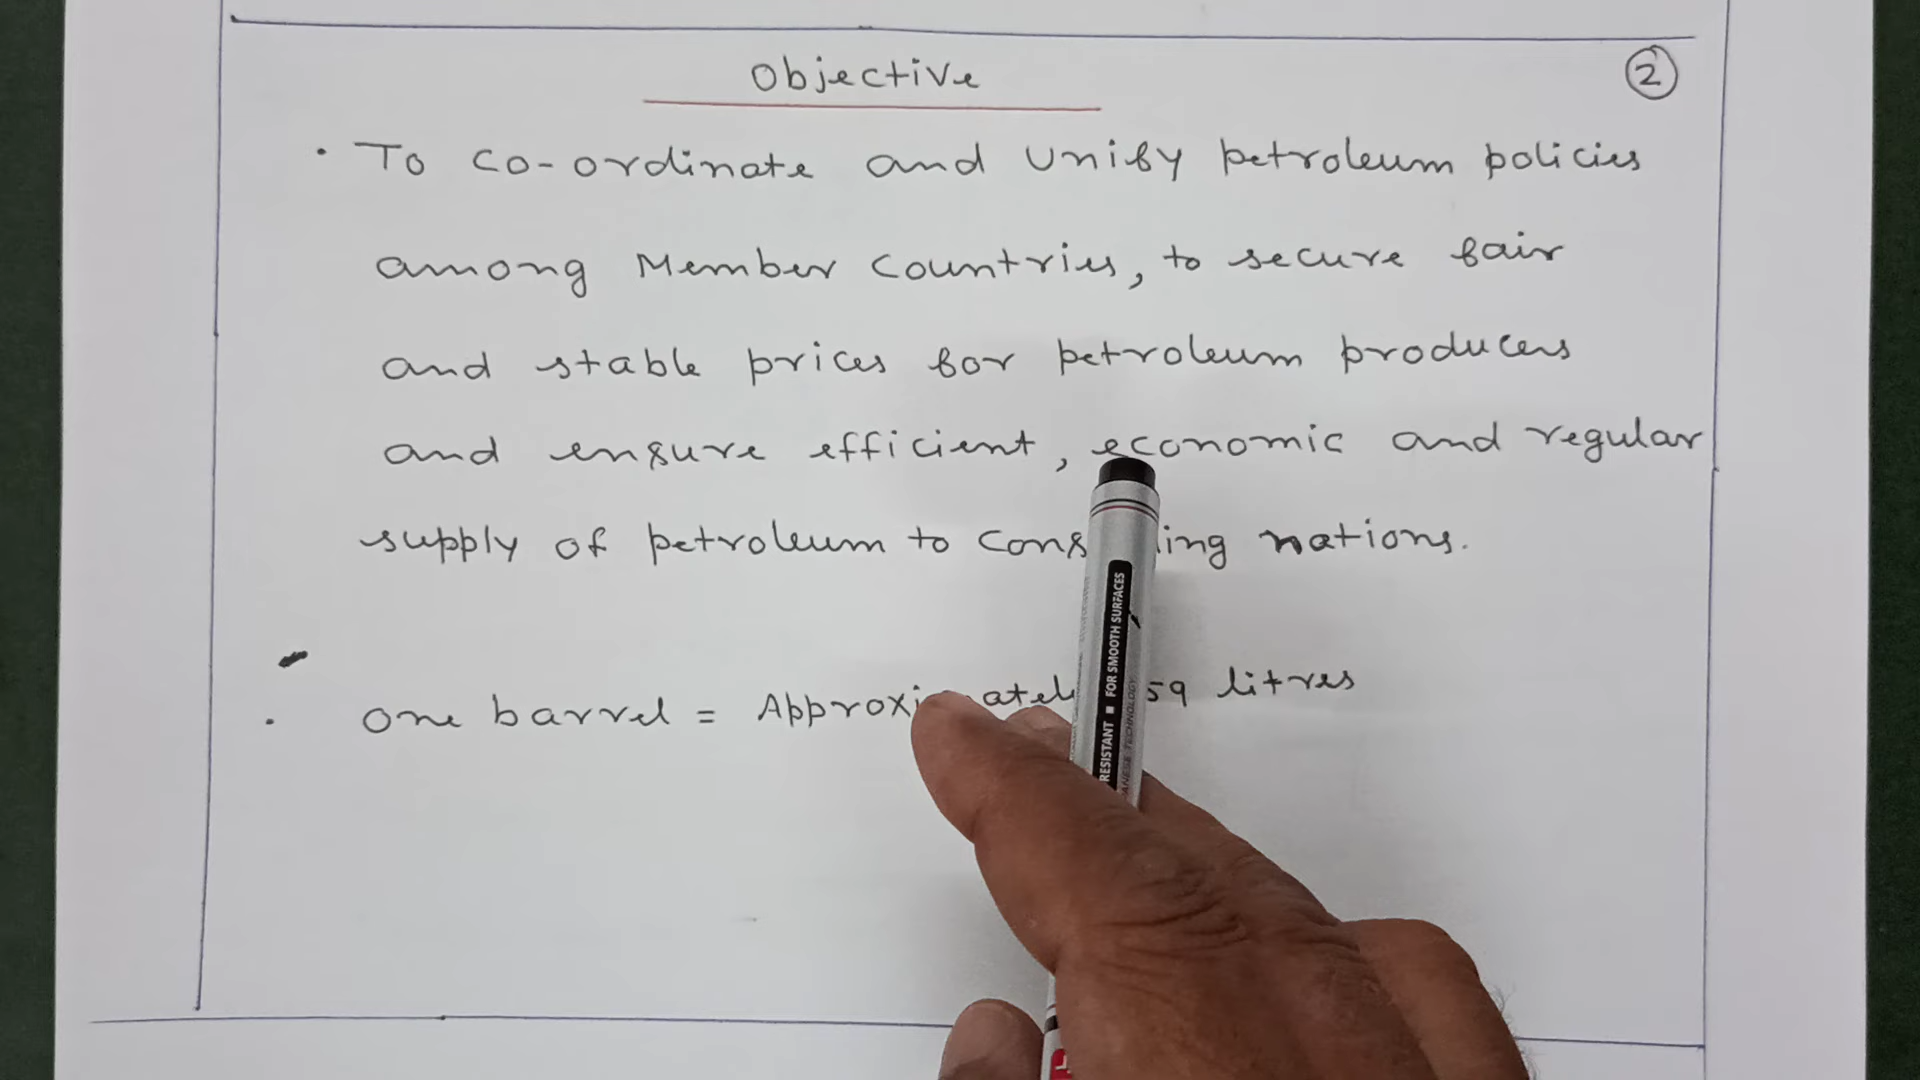 Objective
2
• To co-ordinate and unify petroleum policies
among Member Countries, to secure fair
and stable prices for petroleum producers
and ensure efficient, economic and regular
supply of petroleum to nations.
• One barrel = litres
RESISTANT ■ FOR SMOOTH SURFACES
TECHNOLOGY